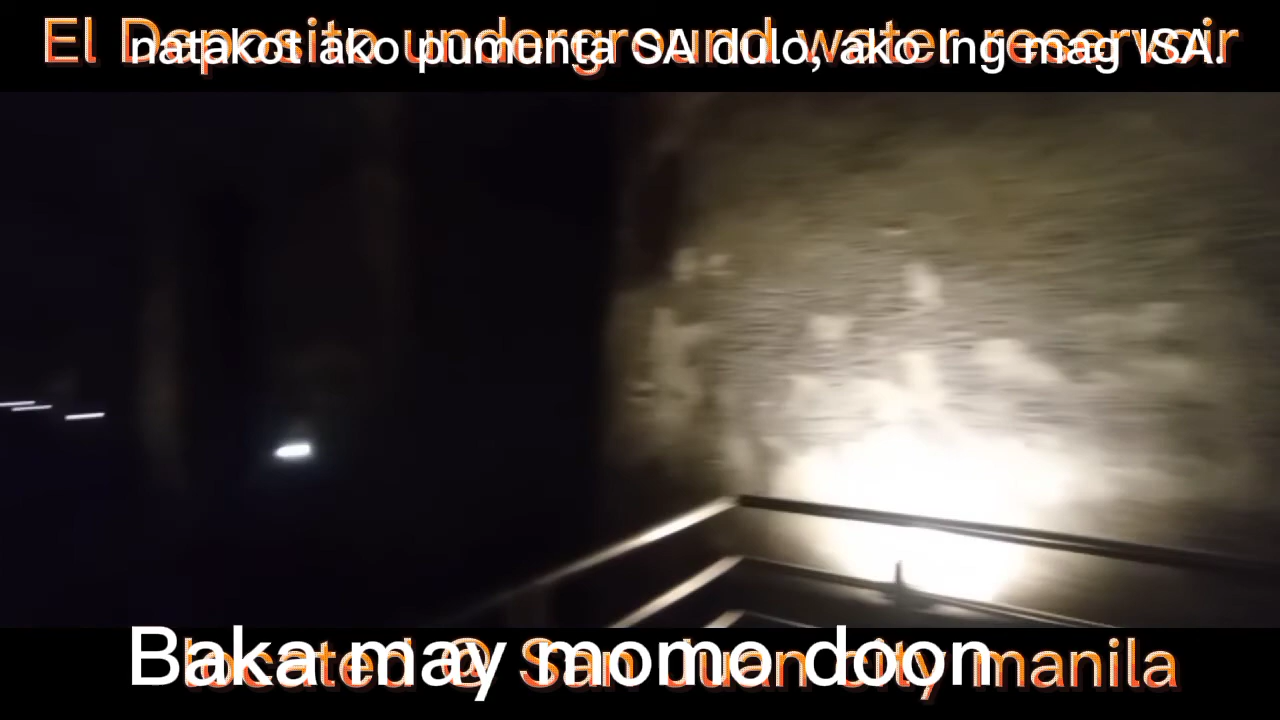 El Deposito underground water reservoir
natakot ako pumunta SA dulo, ako lng mag ISA.
Baka may momo doon
located @ San Juan city manila